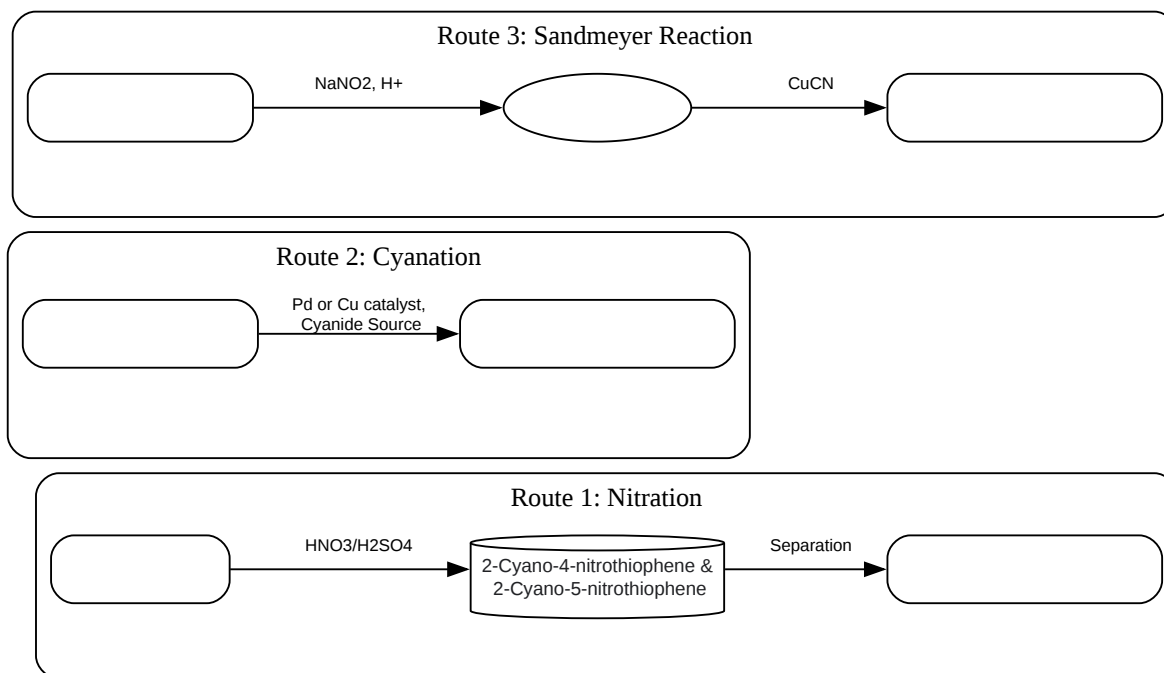 Route 3: Sandmeyer Reaction
NaNO2, H+
CuCN
Route 2: Cyanation
Pd or Cu catalyst,
Cyanide Source
Route 1: Nitration
HNO3/H2SO4
2-Cyano-4-nitrothiophene &
2-Cyano-5-nitrothiophene
Separation